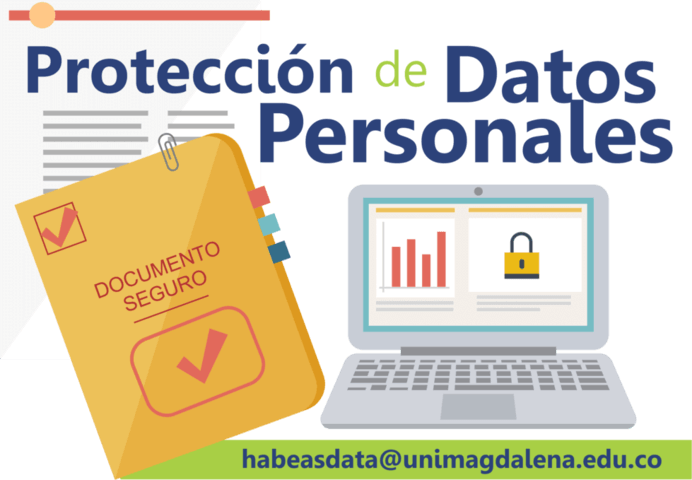 Protección de Datos
Personales
DOCUMENTO
SEGURO
habeasdata@unimagdalena.edu.co